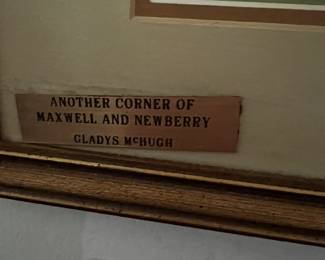 ANOTHER CORNER OF
MAXWELL AND NEWBERRY
GLADYS McHUGH